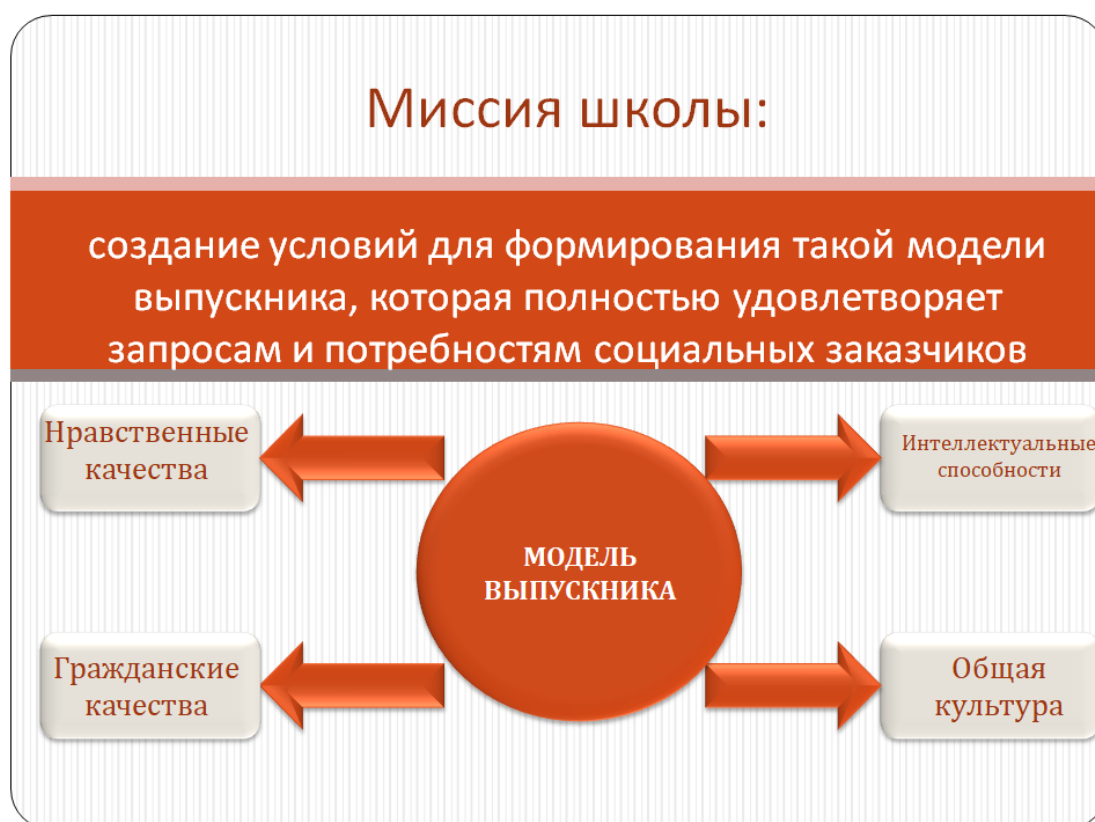 Миссия школы:
создание условий для формирования такой модели
выпускника, которая полностью удовлетворяет
запросам и потребностям социальных заказчиков
Нравственные
качества
Интеллектуальные
способности
МОДЕЛЬ
ВЫПУСКНИКА
Гражданские
качества
Общая
культура